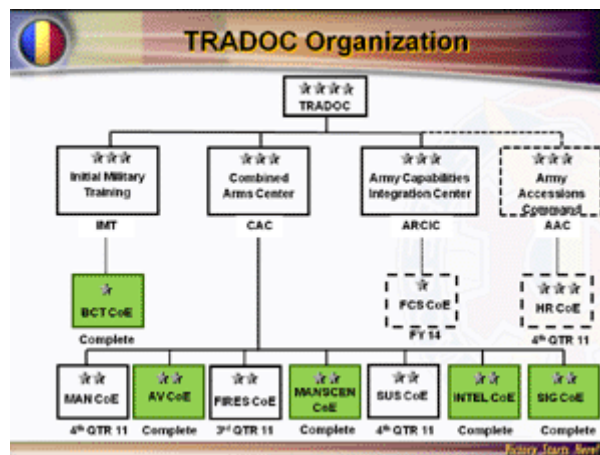 TRADOC Organization
TRADOC
Initial Military
Training
Combined
Arms Center
Army Capabilities
Integration Center
Army
Accessions
Command
IMT
CAC
ARCIC
AAC
BCT CoE
FCS CoE
HR CoE
Complete
FY 14
4th QTR 11
MAN CoE
AV CoE
FIRES CoE
MANSCEN
CoE
SUS CoE
INTEL CoE
SIG CoE
4th QTR 11
Complete
3rd QTR 11
Complete
4th QTR 11
Complete
Complete
Victory Starts Here!